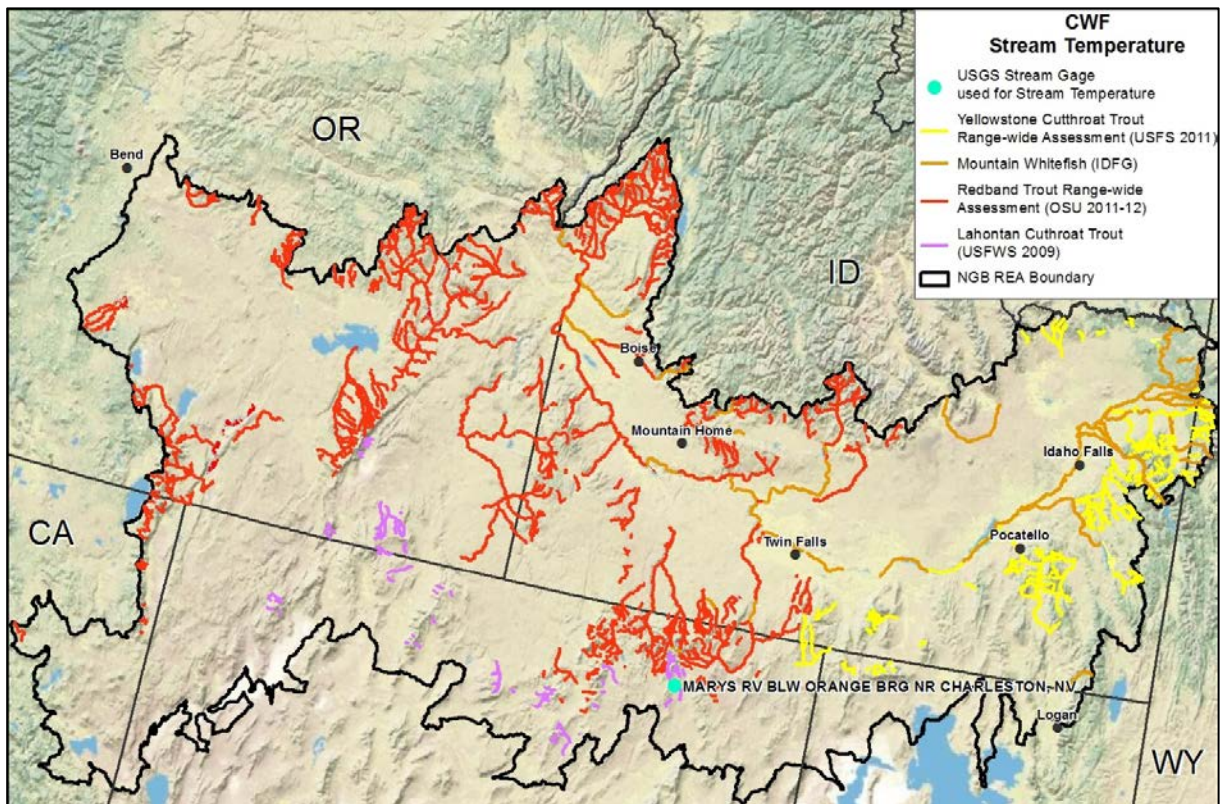 CWF
Stream Temperature
USGS Stream Gage
used for Stream Temperature
Yellowstone Cutthroat Trout
Range-wide Assessment (USFS 2011)
Mountain Whitefish (IDFG)
Redband Trout Range-wide
Assessment (OSU 2011-12)
Lahontan Cuthroat Trout
(USFWS 2009)
NGB REA Boundary
OR
Bend
ID
Boise
Mountain Home
Idaho Falls
CA
Twin Falls
Pocatello
MARYS RV BLW ORANGE BRG NR CHARLESTON, NV
Logan
WY